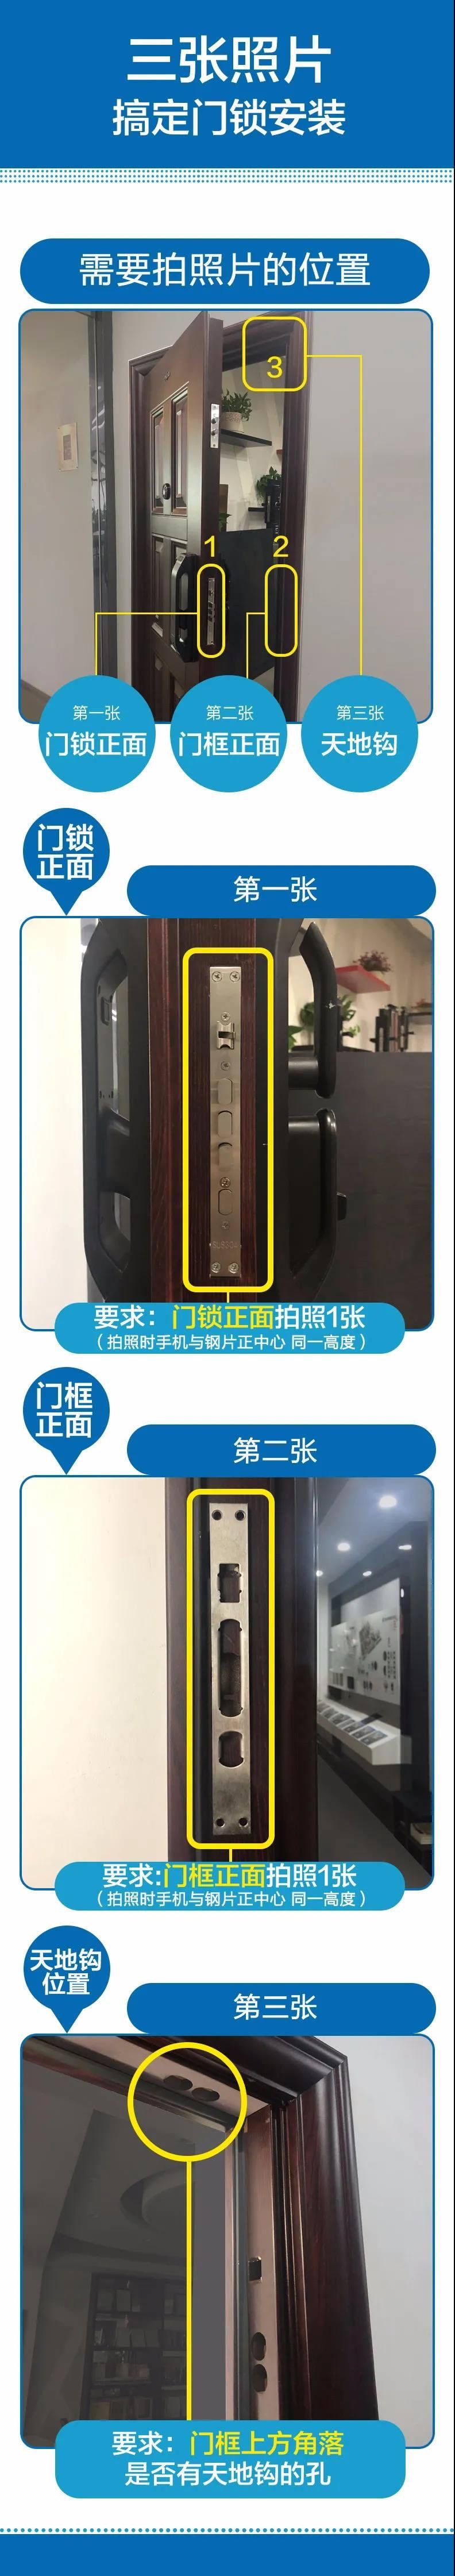 三张照片
搞定门锁安装
需要拍照片的位置
3
1 2
第一张 第二张 第三张
门锁正面 门框正面 天地钩
门锁
正面
第一张
要求：门锁正面拍照1张
（拍照时手机与钢片正中心 同一高度）
门框
正面
第二张
要求:门框正面拍照1张
（拍照时手机与钢片正中心 同一高度）
天地钩
位置
第三张
要求：门框上方角落
是否有天地钩的孔